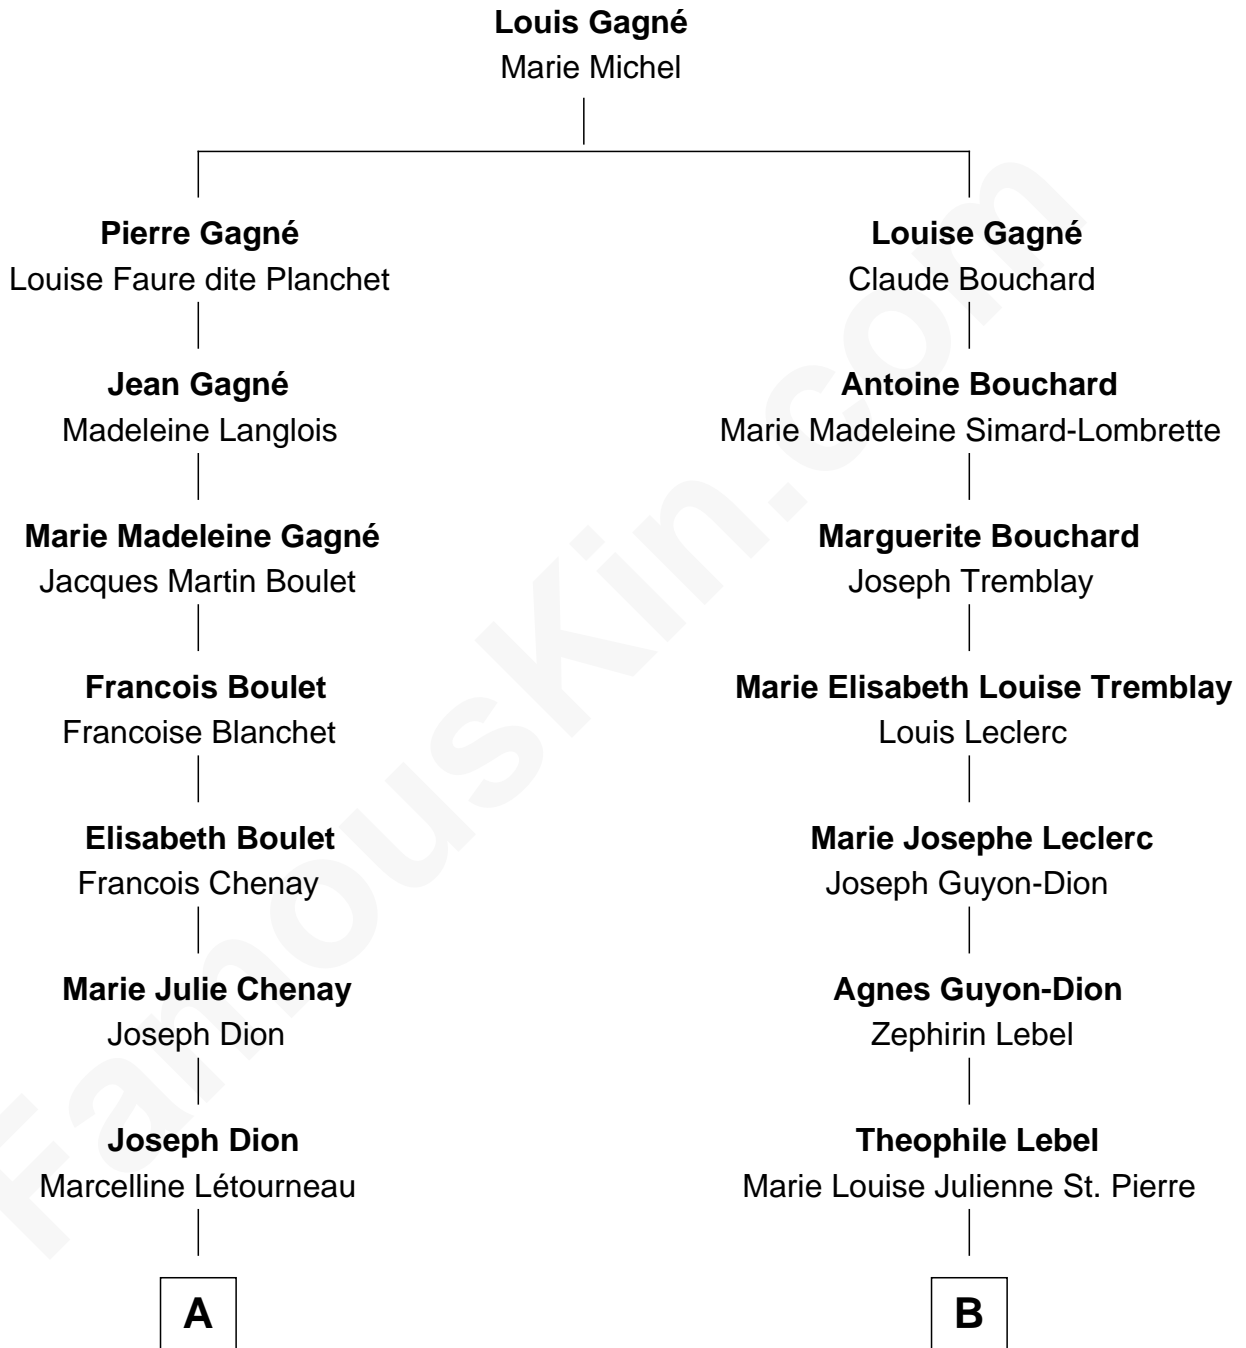 Louis Gagné
Marie Michel
Pierre Gagné
Louise Faure dite Planchet
Louise Gagné
Claude Bouchard
Jean Gagné
Madeleine Langlois
Antoine Bouchard
Marie Madeleine Simard-Lombrette
Marie Madeleine Gagné
Jacques Martin Boulet
Marguerite Bouchard
Joseph Tremblay
Francois Boulet
Francoise Blanchet
Marie Elisabeth Louise Tremblay
Louis Leclerc
Elisabeth Boulet
Francois Chenay
Marie Josephe Leclerc
Joseph Guyon-Dion
Marie Julie Chenay
Joseph Dion
Agnes Guyon-Dion
Zephirin Lebel
Joseph Dion
Marcelline Létourneau
Theophile Lebel
Marie Louise Julienne St. Pierre
A
B
FamousKin.com